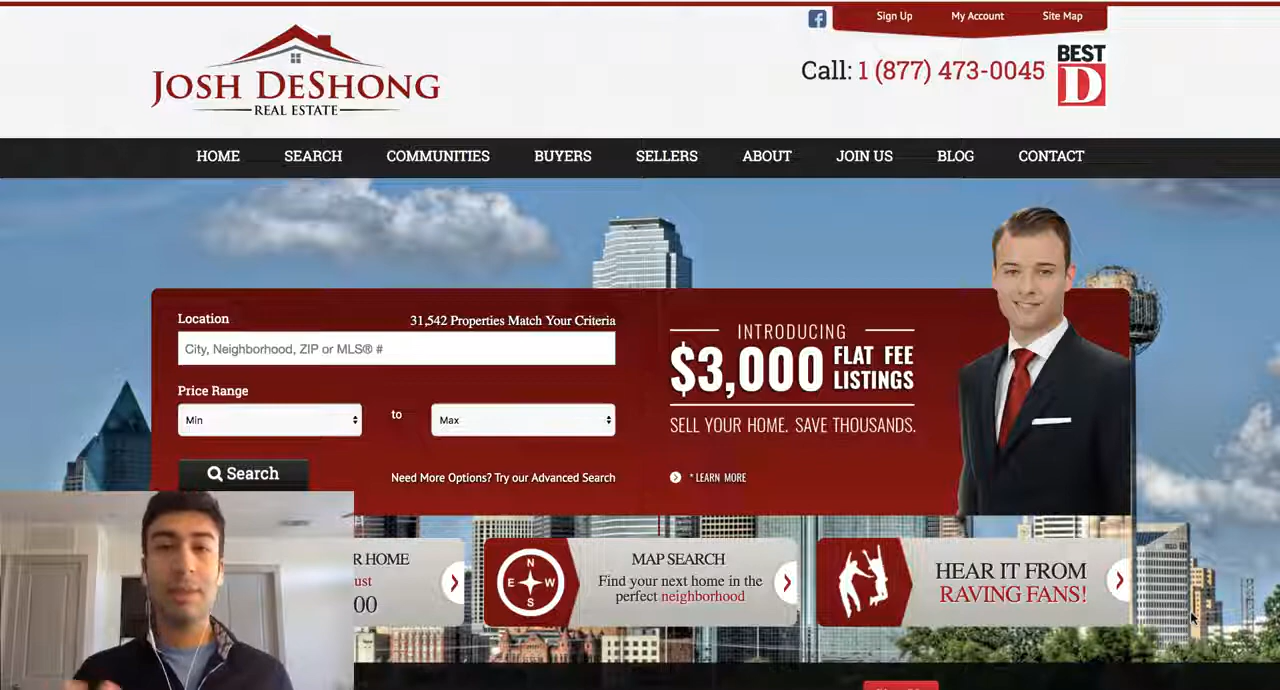 Sign Up
My Account
Site Map
JOSH DESHONG
REAL ESTATE
Call: 1 (877) 473-0045
BEST
D
HOME
SEARCH
COMMUNITIES
BUYERS
SELLERS
ABOUT
JOIN US
BLOG
CONTACT
Location
31,542 Properties Match Your Criteria
City, Neighborhood, ZIP or MLS® #
Price Range
Min
to
Max
Search
Need More Options? Try our Advanced Search
INTRODUCING
$3,000 FLAT FEE
LISTINGS
SELL YOUR HOME. SAVE THOUSANDS.
* LEARN MORE
R HOME
ust
00
N
E W
S
MAP SEARCH
Find your next home in the
perfect neighborhood
HEAR IT FROM
RAVING FANS!